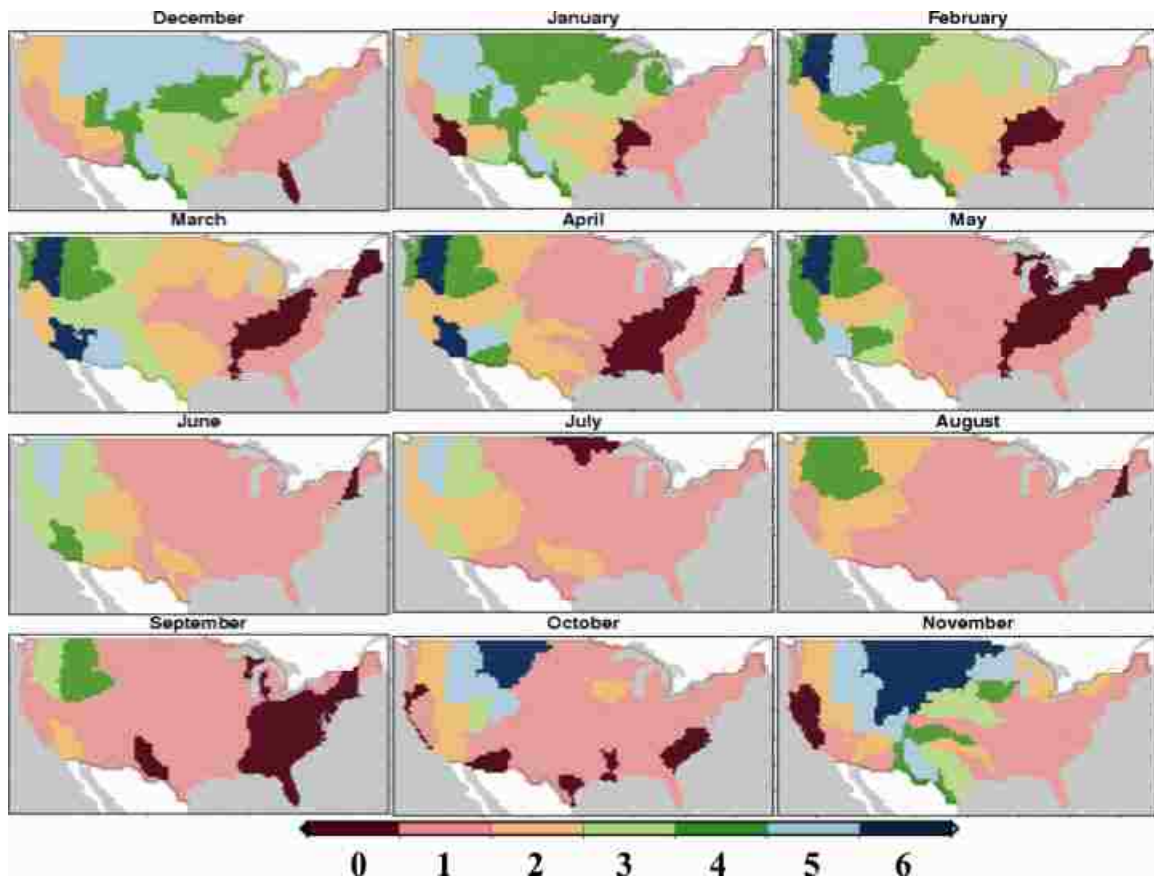 December January February
March April May
June July August
September October November
0 1 2 3 4 5 6